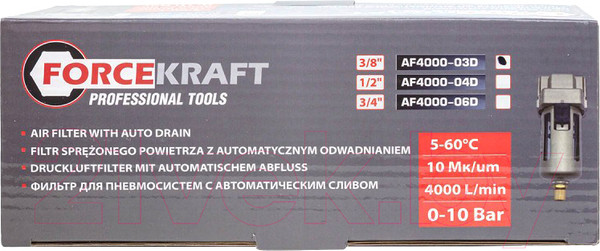 FORCEKRAFT
PROFESSIONAL TOOLS
3/8" AF4000-03D
1/2" AF4000-04D
3/4" AF4000-06D
AIR FILTER WITH AUTO DRAIN
FILTR SPRĘŻONEGO POWIETRZA Z AUTOMATYCZNYM ODWADNIANIEM
DRUCKLUFTFILTER MIT AUTOMATISCHEM ABFLUSS
ФИЛЬТР ДЛЯ ПНЕВМОСИСТЕМ С АВТОМАТИЧЕСКИМ СЛИВОМ
5-60°C
10 Мк/um
4000 L/min
0-10 Bar